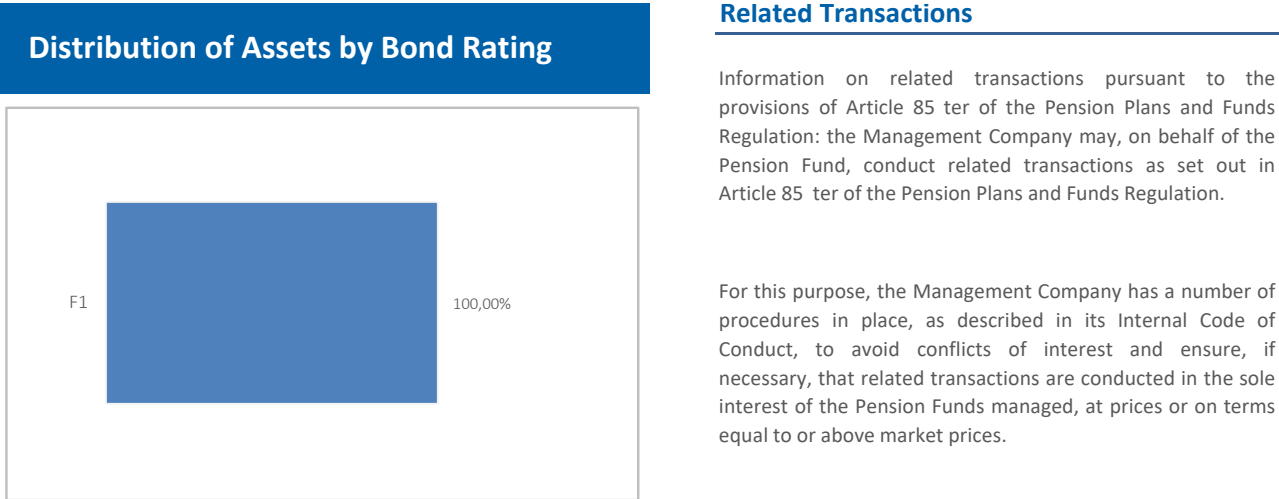 Distribution of Assets by Bond Rating
F1
100,00%
Related Transactions
Information on related transactions pursuant to the
provisions of Article 85 ter of the Pension Plans and Funds
Regulation: the Management Company may, on behalf of the
Pension Fund, conduct related transactions as set out in
Article 85 ter of the Pension Plans and Funds Regulation.
For this purpose, the Management Company has a number of
procedures in place, as described in its Internal Code of
Conduct, to avoid conflicts of interest and ensure, if
necessary, that related transactions are conducted in the sole
interest of the Pension Funds managed, at prices or on terms
equal to or above market prices.